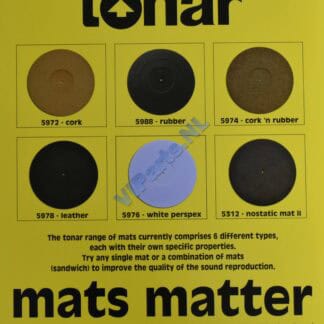 tonar
5972 - cork
5988 - rubber
5974 - cork 'n rubber
5978 - leather
5976 - white perspex
5312 - nostatic mat II
The tonar range of mats currently comprises 6 different types,
each with their own specific properties.
Try any single mat or a combination of mats
(sandwich) to improve the quality of the sound reproduction.
mats matter